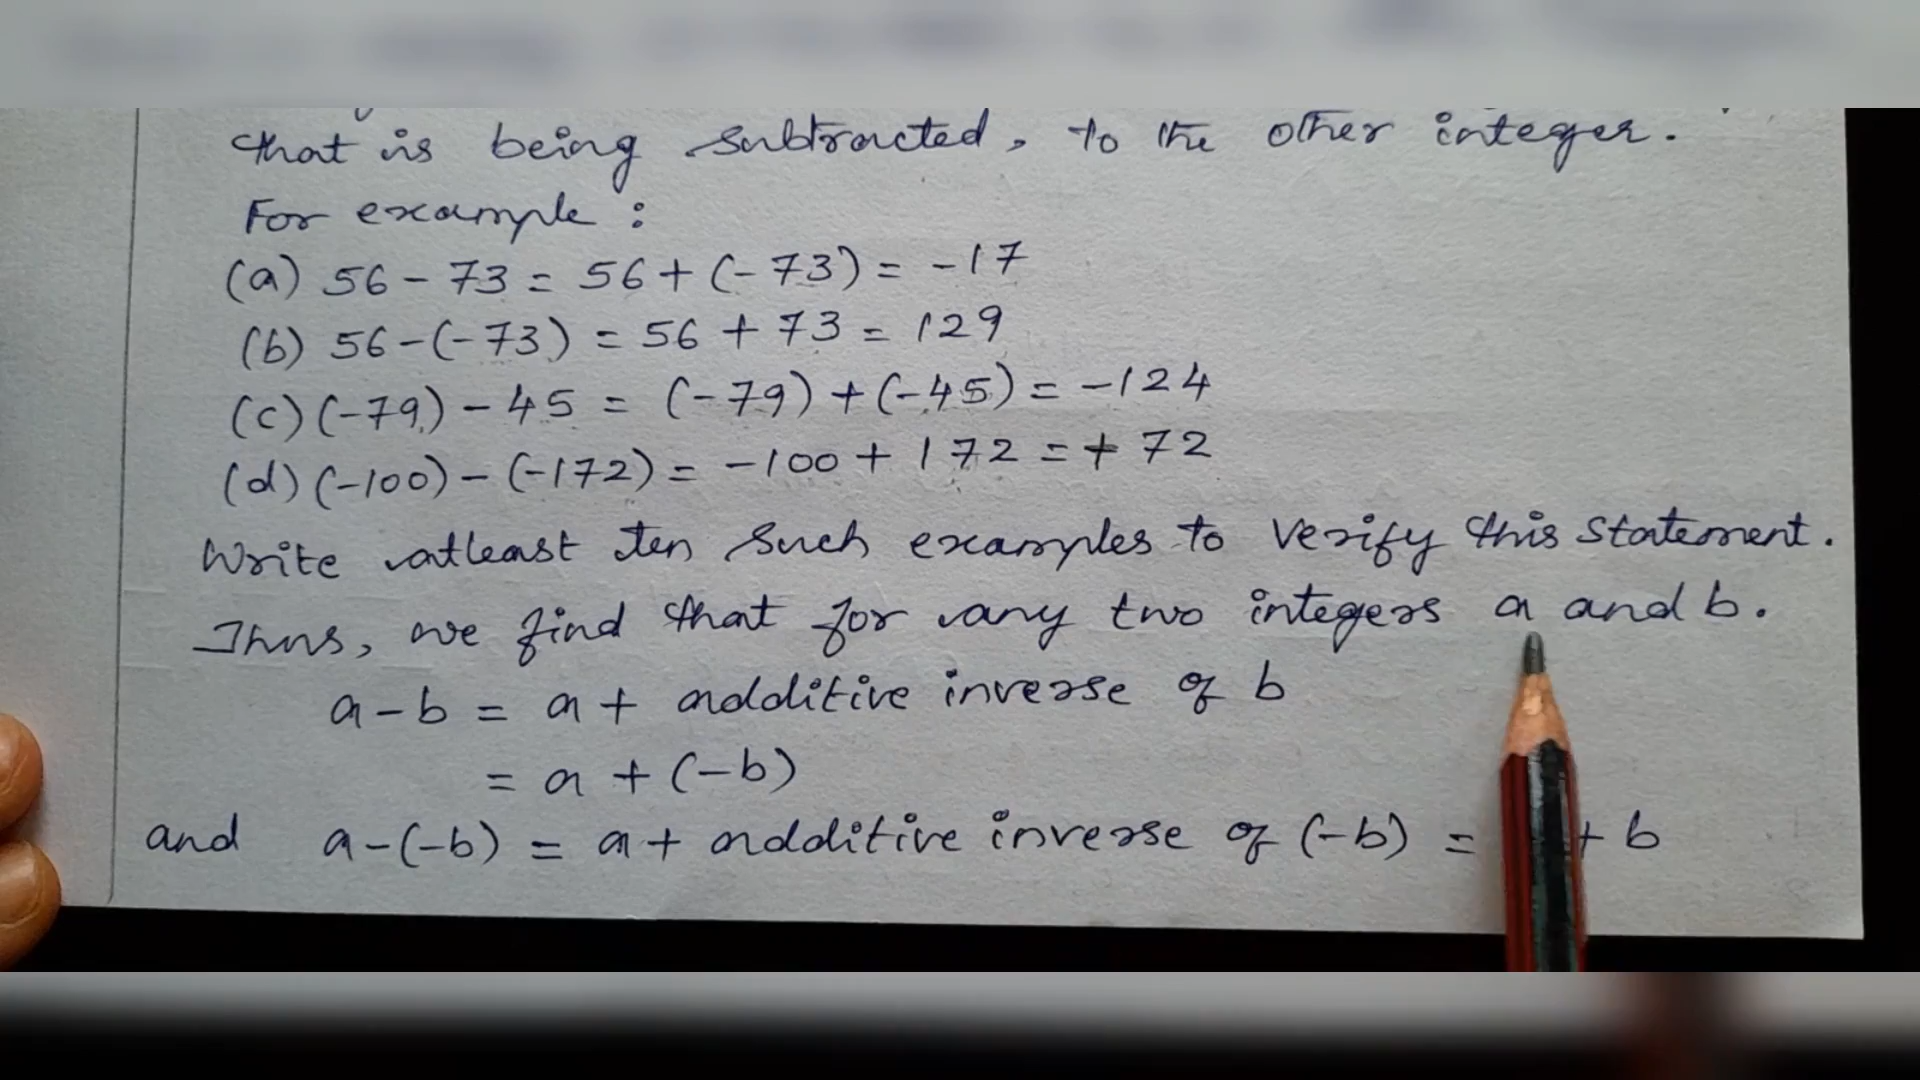 that is being subtracted, to the other integer.
For example :
(a) 56 - 73 = 56 + (-73) = -17
(b) 56 - (-73) = 56 + 73 = 129
(c) (-79) - 45 = (-79) + (-45) = -124
(d) (-100) - (-172) = -100 + 172 = + 72
Write atleast ten such examples to verify this statement.
Thus, we find that for any two integers a and b.
a - b = a + additive inverse of b
= a + (-b)
and a - (-b) = a + additive inverse of (-b) = + b